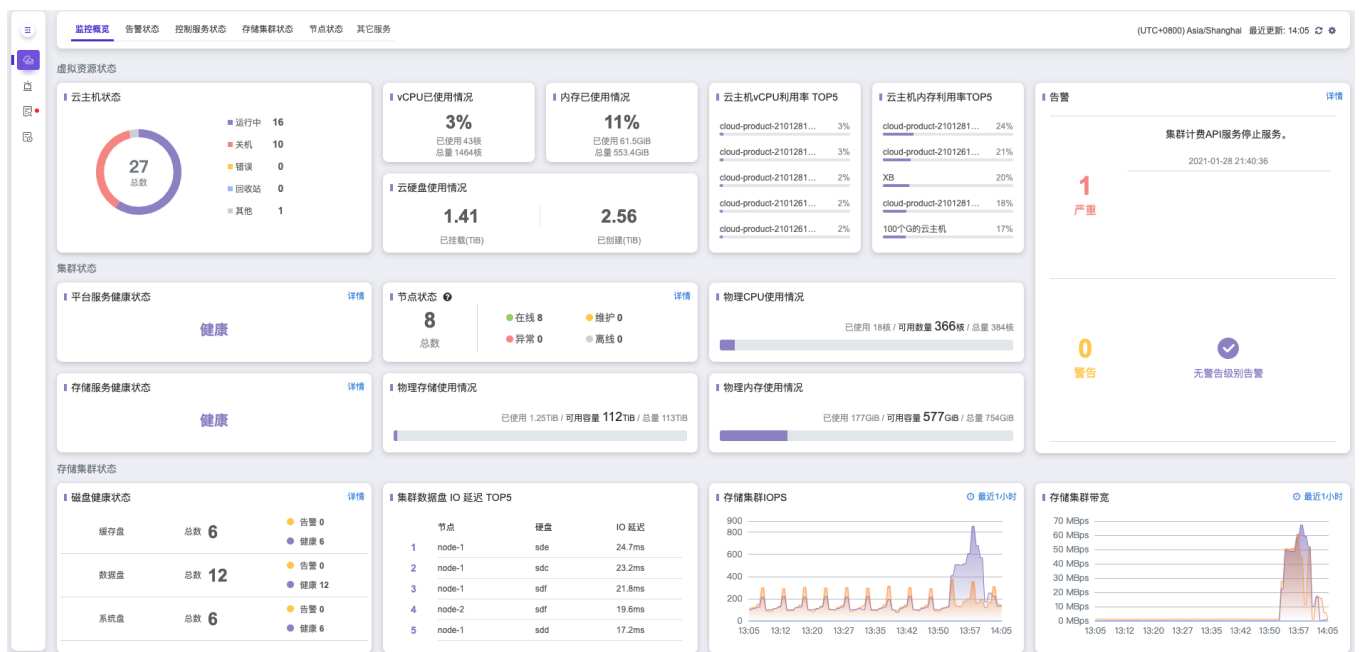 监控概览 告警状态 控制服务状态 存储集群状态 节点状态 其它服务
(UTC+0800) Asia/Shanghai 最近更新: 14:05
虚拟资源状态
云主机状态
27
总数
运行中 16
关机 10
错误 0
回收站 0
其他 1
vCPU已使用情况
3%
已使用 43核
总量 1464核
内存已使用情况
11%
已使用 61.5GiB
总量 553.4GiB
云硬盘使用情况
1.41
已挂载(TiB)
2.56
已创建(TiB)
云主机vCPU利用率 TOP5
cloud-product-2101281... 3%
cloud-product-2101281... 3%
cloud-product-2101281... 2%
cloud-product-2101261... 2%
cloud-product-2101261... 2%
云主机内存利用率TOP5
cloud-product-2101281... 24%
cloud-product-2101261... 21%
XB 20%
cloud-product-2101281... 18%
100个G的云主机 17%
告警 详情
1
严重
集群计费API服务停止服务。
2021-01-28 21:40:36
0
警告
无警告级别告警
集群状态
平台服务健康状态 详情
健康
节点状态 详情
8
总数
在线 8 维护 0
异常 0 离线 0
物理CPU使用情况
已使用 18核 / 可用数量 366核 / 总量 384核
存储服务健康状态 详情
健康
物理存储使用情况
已使用 1.25TiB / 可用容量 112TiB / 总量 113TiB
物理内存使用情况
已使用 177GiB / 可用容量 577GiB / 总量 754GiB
存储集群状态
磁盘健康状态 详情
缓存盘 总数 6
告警 0
健康 6
数据盘 总数 12
告警 0
健康 12
系统盘 总数 6
告警 0
健康 6
集群数据盘 IO 延迟 TOP5
节点 硬盘 IO 延迟
1 node-1 sde 24.7ms
2 node-1 sdc 23.2ms
3 node-1 sdf 21.8ms
4 node-2 sdf 19.6ms
5 node-1 sdd 17.2ms
存储集群IOPS 最近1小时
900
800
600
400
200
0
13:05 13:12 13:20 13:27 13:35 13:42 13:50 13:57 14:05
存储集群带宽 最近1小时
70 MBps
60 MBps
50 MBps
40 MBps
30 MBps
20 MBps
10 MBps
0 MBps
13:05 13:12 13:20 13:27 13:35 13:42 13:50 13:57 14:05